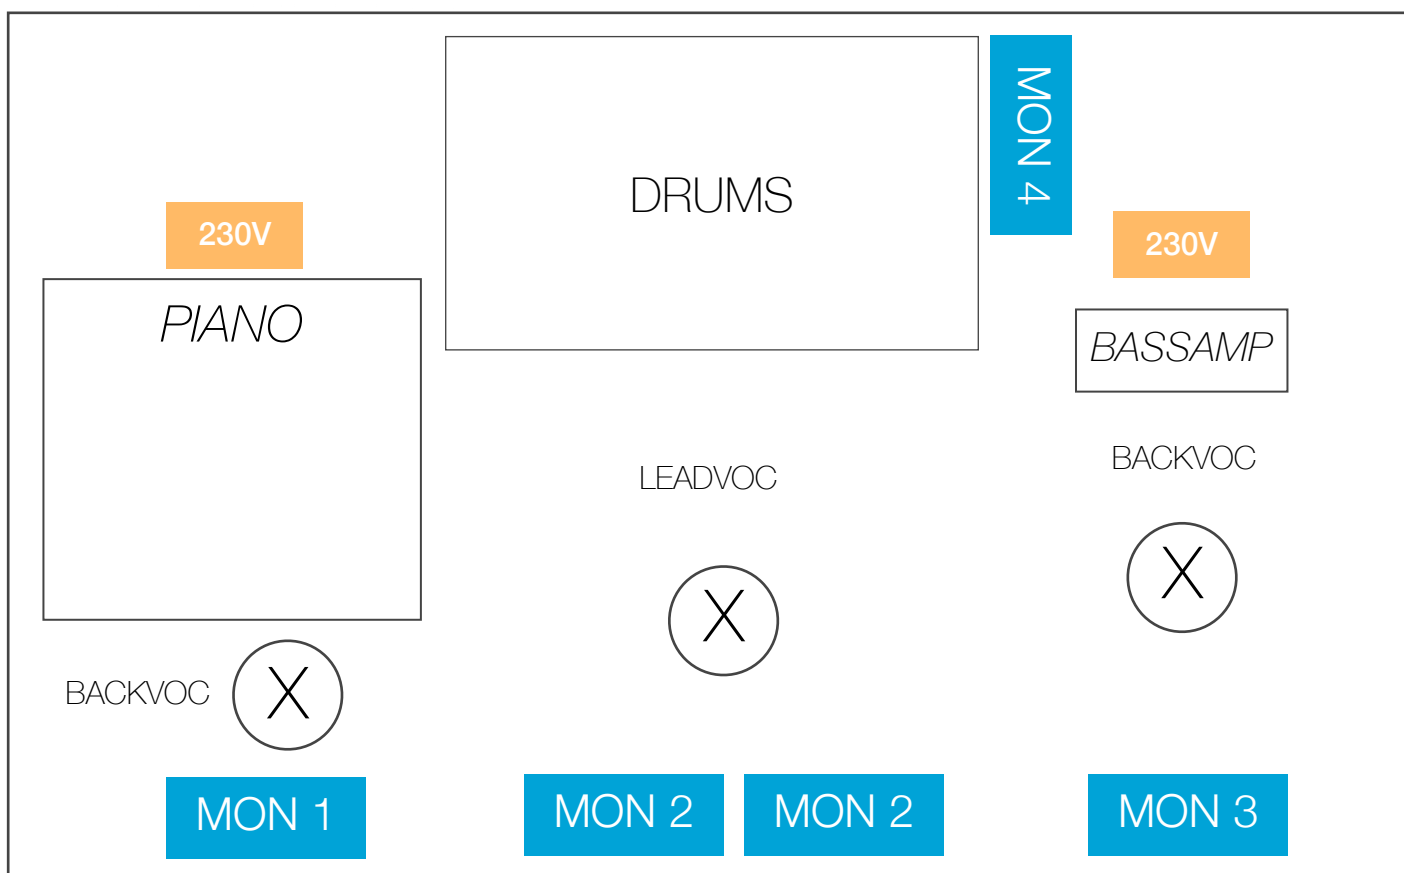 MON 4
DRUMS
230V
230V
PIANO
BASSAMP
BACKVOC
LEADVOC
X
X
BACKVOC
X
MON 1
MON 2
MON 2
MON 3